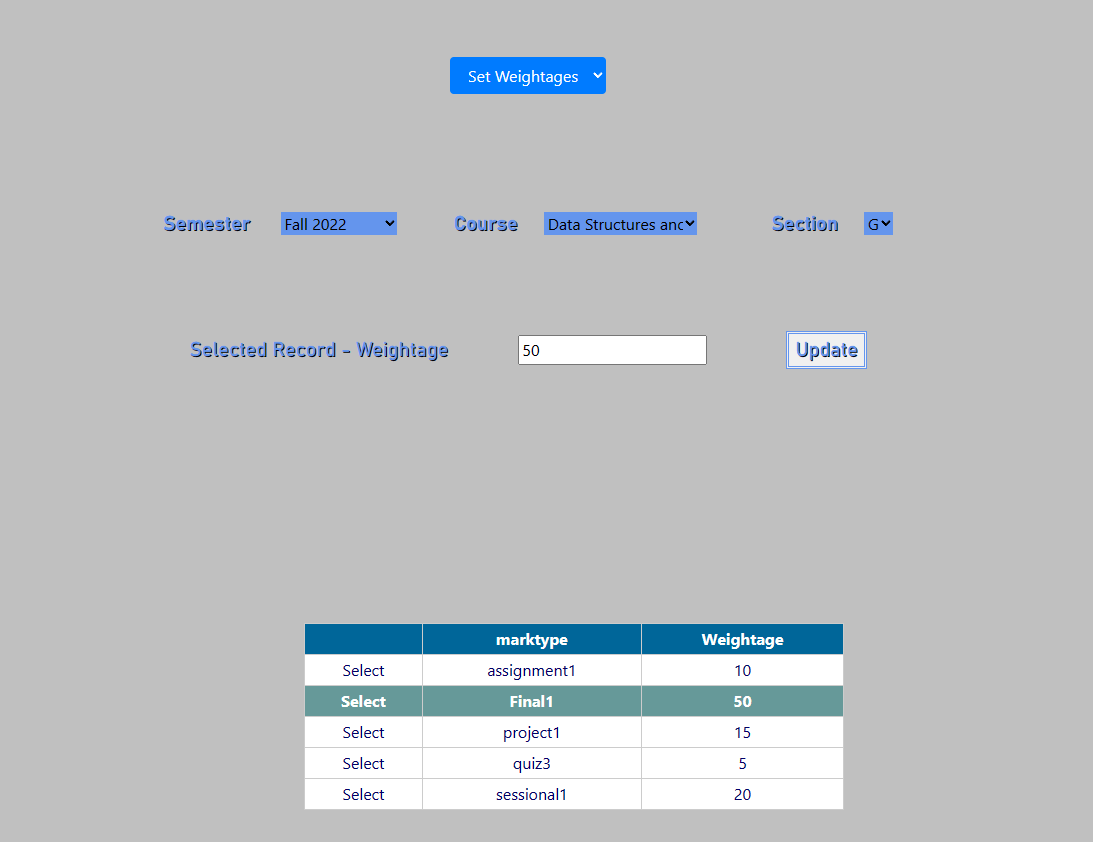 Set Weightages
Semester Fall 2022 Course Data Structures anc Section G
Selected Record - Weightage 50 Update
marktype Weightage
Select assignment1 10
Select Final1 50
Select project1 15
Select quiz3 5
Select sessional1 20